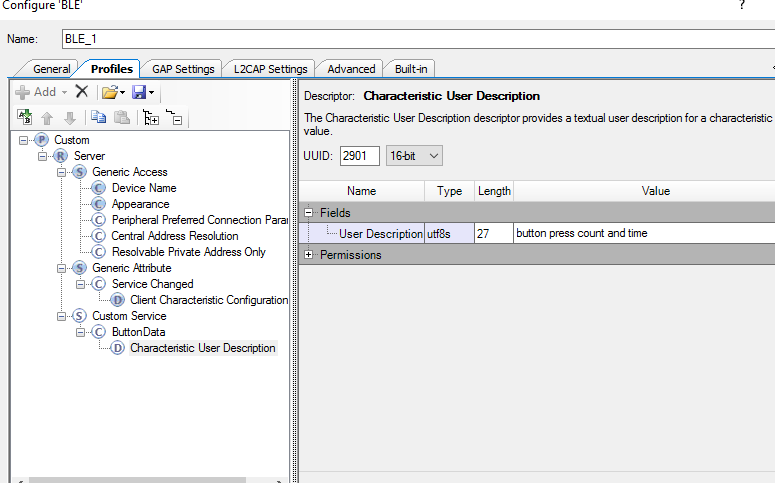 Configure 'BLE'
?
Name: BLE_1
General Profiles GAP Settings L2CAP Settings Advanced Built-in
Add
Custom
P
Server
R
Generic Access
S
Device Name
C
Appearance
C
Peripheral Preferred Connection Para
C
Central Address Resolution
C
Resolvable Private Address Only
C
Generic Attribute
S
Service Changed
C
Client Characteristic Configuration
D
Custom Service
S
ButtonData
C
Characteristic User Description
D
Descriptor: Characteristic User Description
The Characteristic User Description descriptor provides a textual user description for a characteristic
value.
UUID: 2901 16-bit
Name Type Length Value
Fields
User Description utf8s 27 button press count and time
Permissions